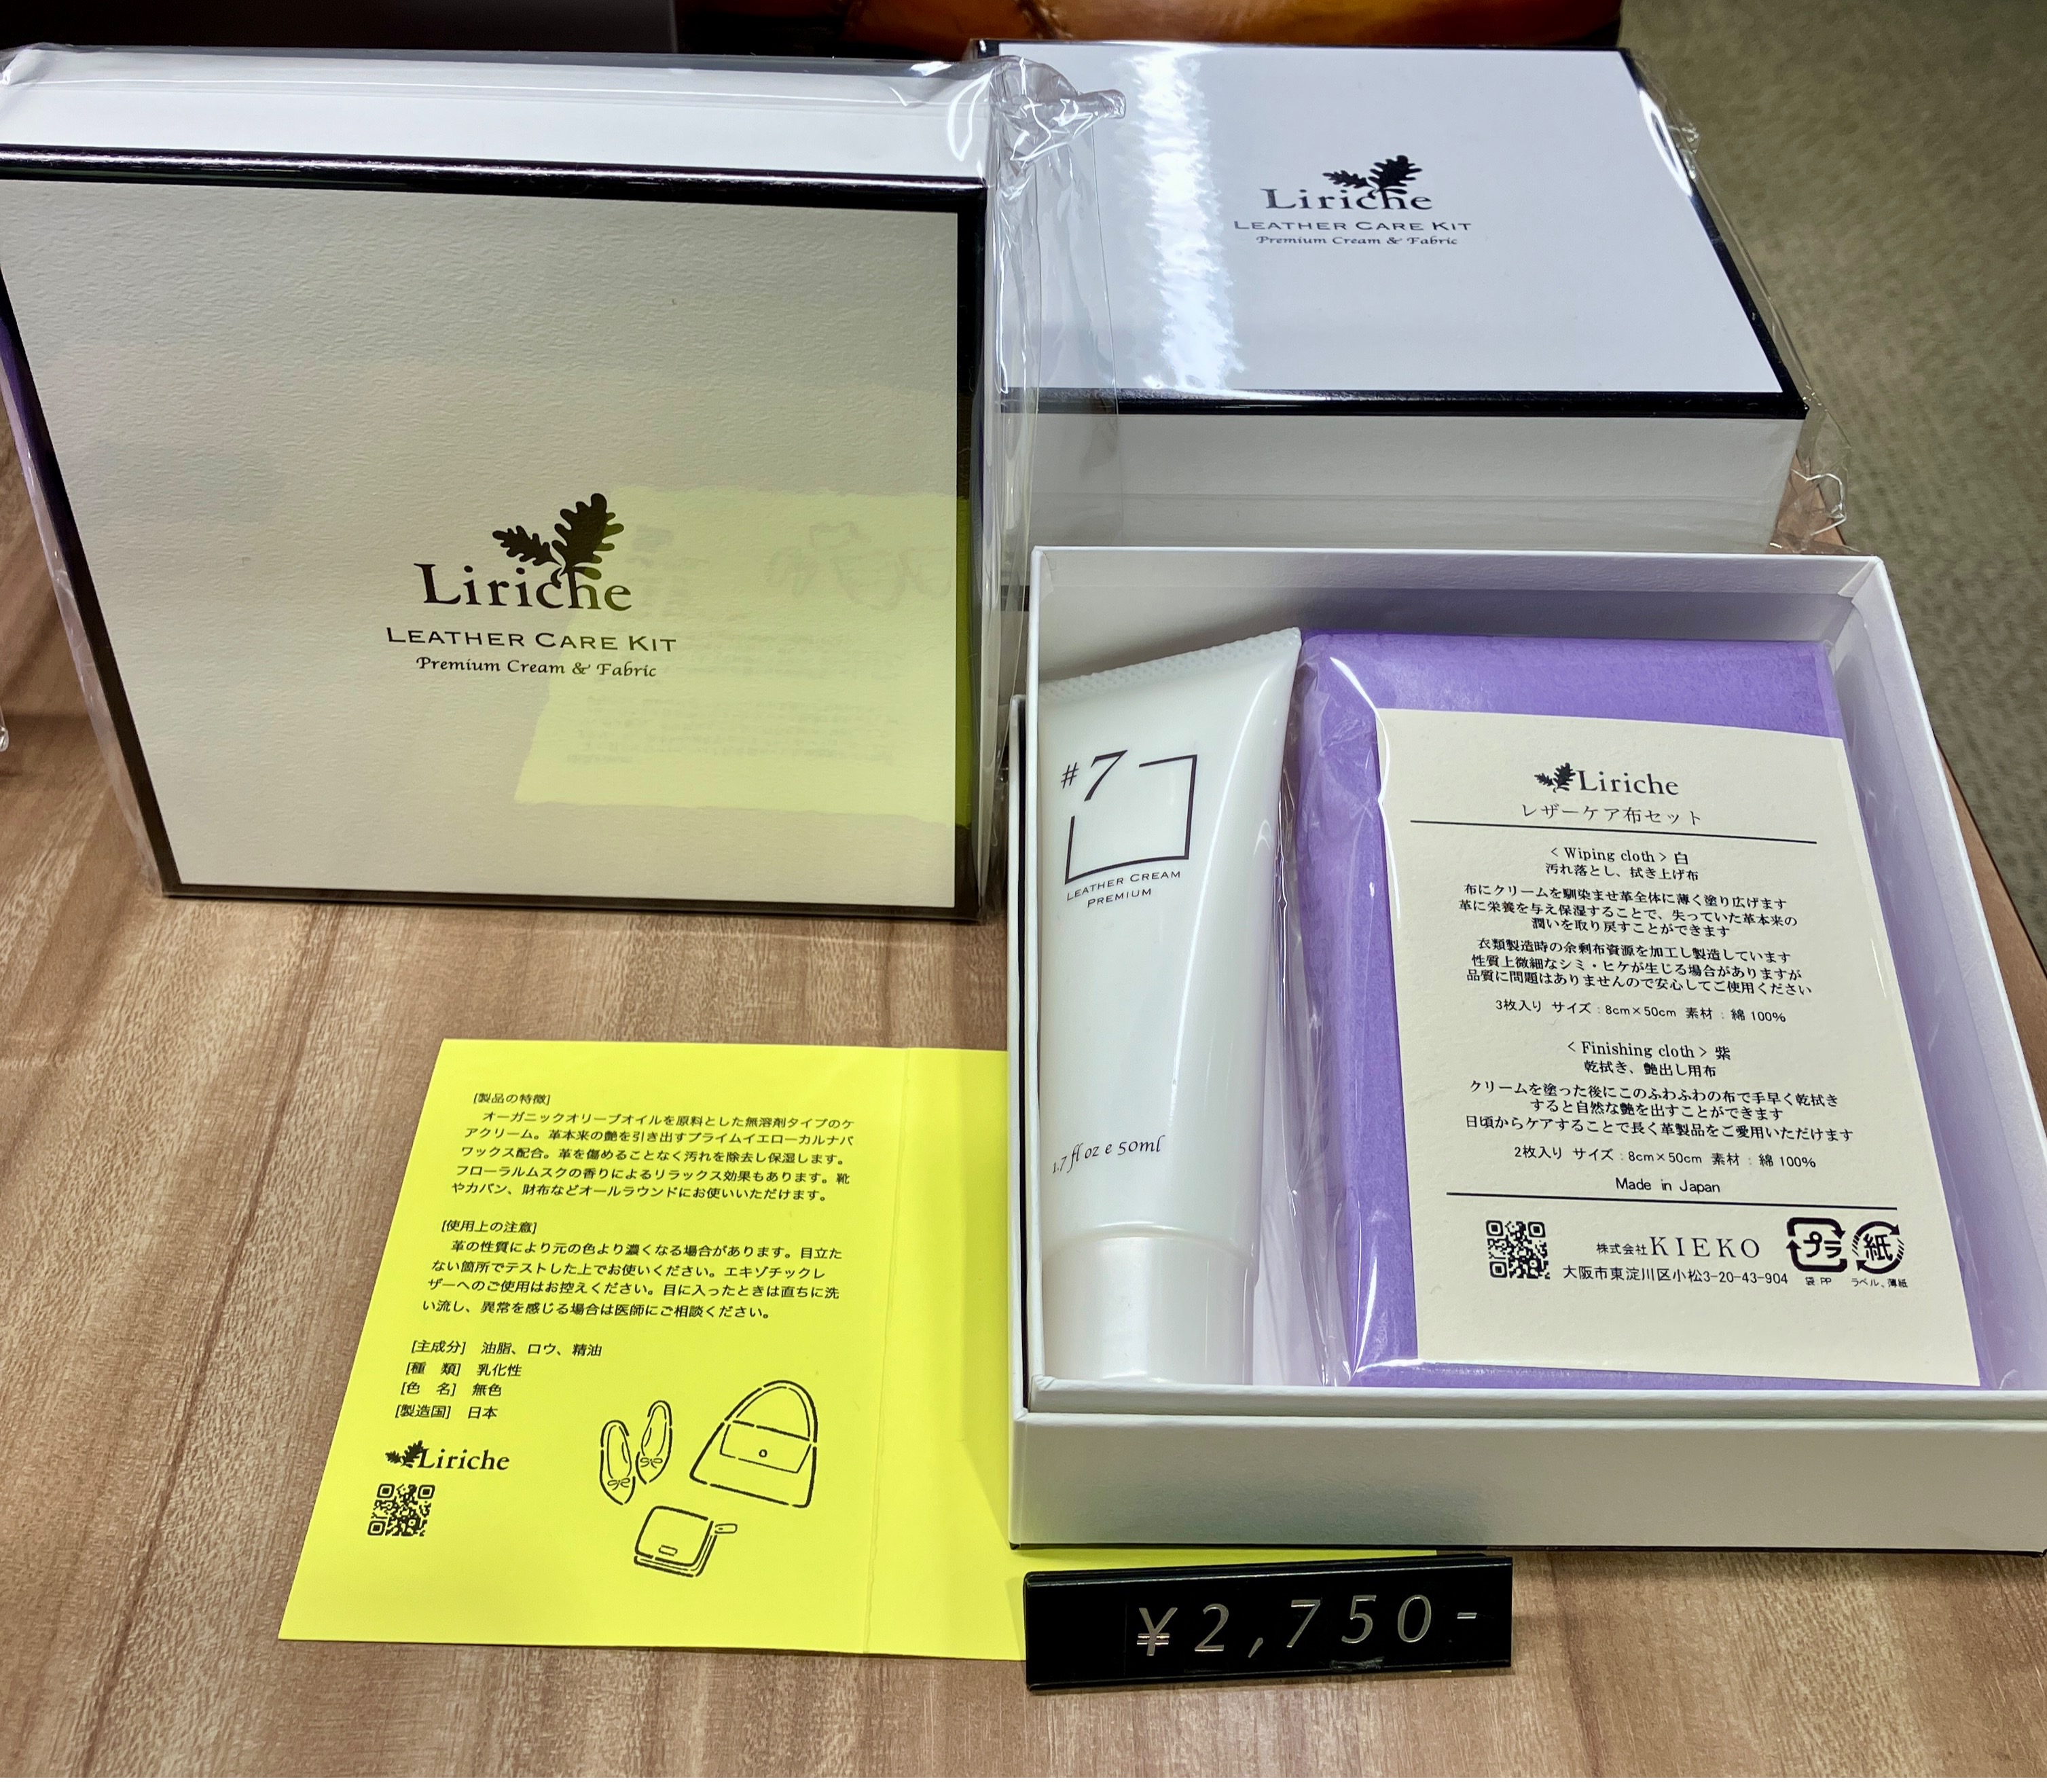 Liriche
LEATHER CARE KIT
Premium Cream & Fabric
Liriche
LEATHER CARE KIT
Premium Cream & Fabric
#7
LEATHER CREAM
PREMIUM
1.7 fl oz e 50ml
Liriche
レザーケア布セット
< Wiping cloth > 白
汚れ落とし、拭き上げ布
布にクリームを馴染ませ革全体に薄く塗り広げます
革に栄養を与え保湿することで、失っていた革本来の
潤いを取り戻すことができます
衣類製造時の余剰布資源を加工し製造しています
性質上微細なシミ・ヒケが生じる場合がありますが
品質に問題はありませんので安心してご使用ください
3枚入り サイズ：8cm×50cm 素材：綿 100%
< Finishing cloth > 紫
乾拭き、艶出し用布
クリームを塗った後にこのふわふわの布で手早く乾拭き
すると自然な艶を出すことができます
日頃からケアすることで長く革製品をご愛用いただけます
2枚入り サイズ：8cm×50cm 素材：綿 100%
Made in Japan
株式会社KIEKO
大阪市東淀川区小松3-20-43-904
プラ
袋 PP
紙
ラベル、薄紙
[製品の特徴]
オーガニックオリーブオイルを原料とした無溶剤タイプのケ
アクリーム。革本来の艶を引き出すプライムイエローカルナバ
ワックス配合。革を傷めることなく汚れを除去し保湿します。
フローラルムスクの香りによるリラックス効果もあります。靴
やカバン、財布などオールラウンドにお使いいただけます。
[使用上の注意]
革の性質により元の色より濃くなる場合があります。目立た
ない箇所でテストした上でお使いください。エキゾチックレ
ザーへのご使用はお控えください。目に入ったときは直ちに洗
い流し、異常を感じる場合は医師にご相談ください。
[主成分] 油脂、ロウ、精油
[種 類] 乳化性
[色 名] 無色
[製造国] 日本
Liriche
¥2,750-